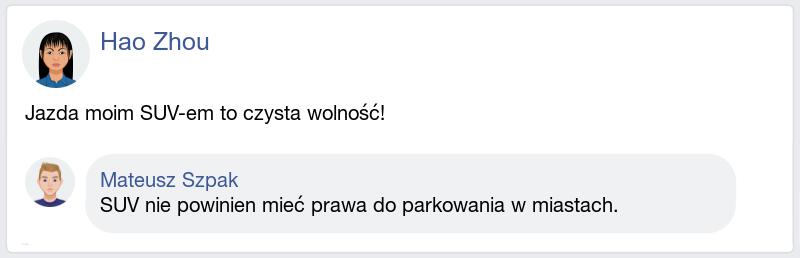 Hao Zhou
Jazda moim SUV-em to czysta wolność!
Mateusz Szpak
SUV nie powinien mieć prawa do parkowania w miastach.